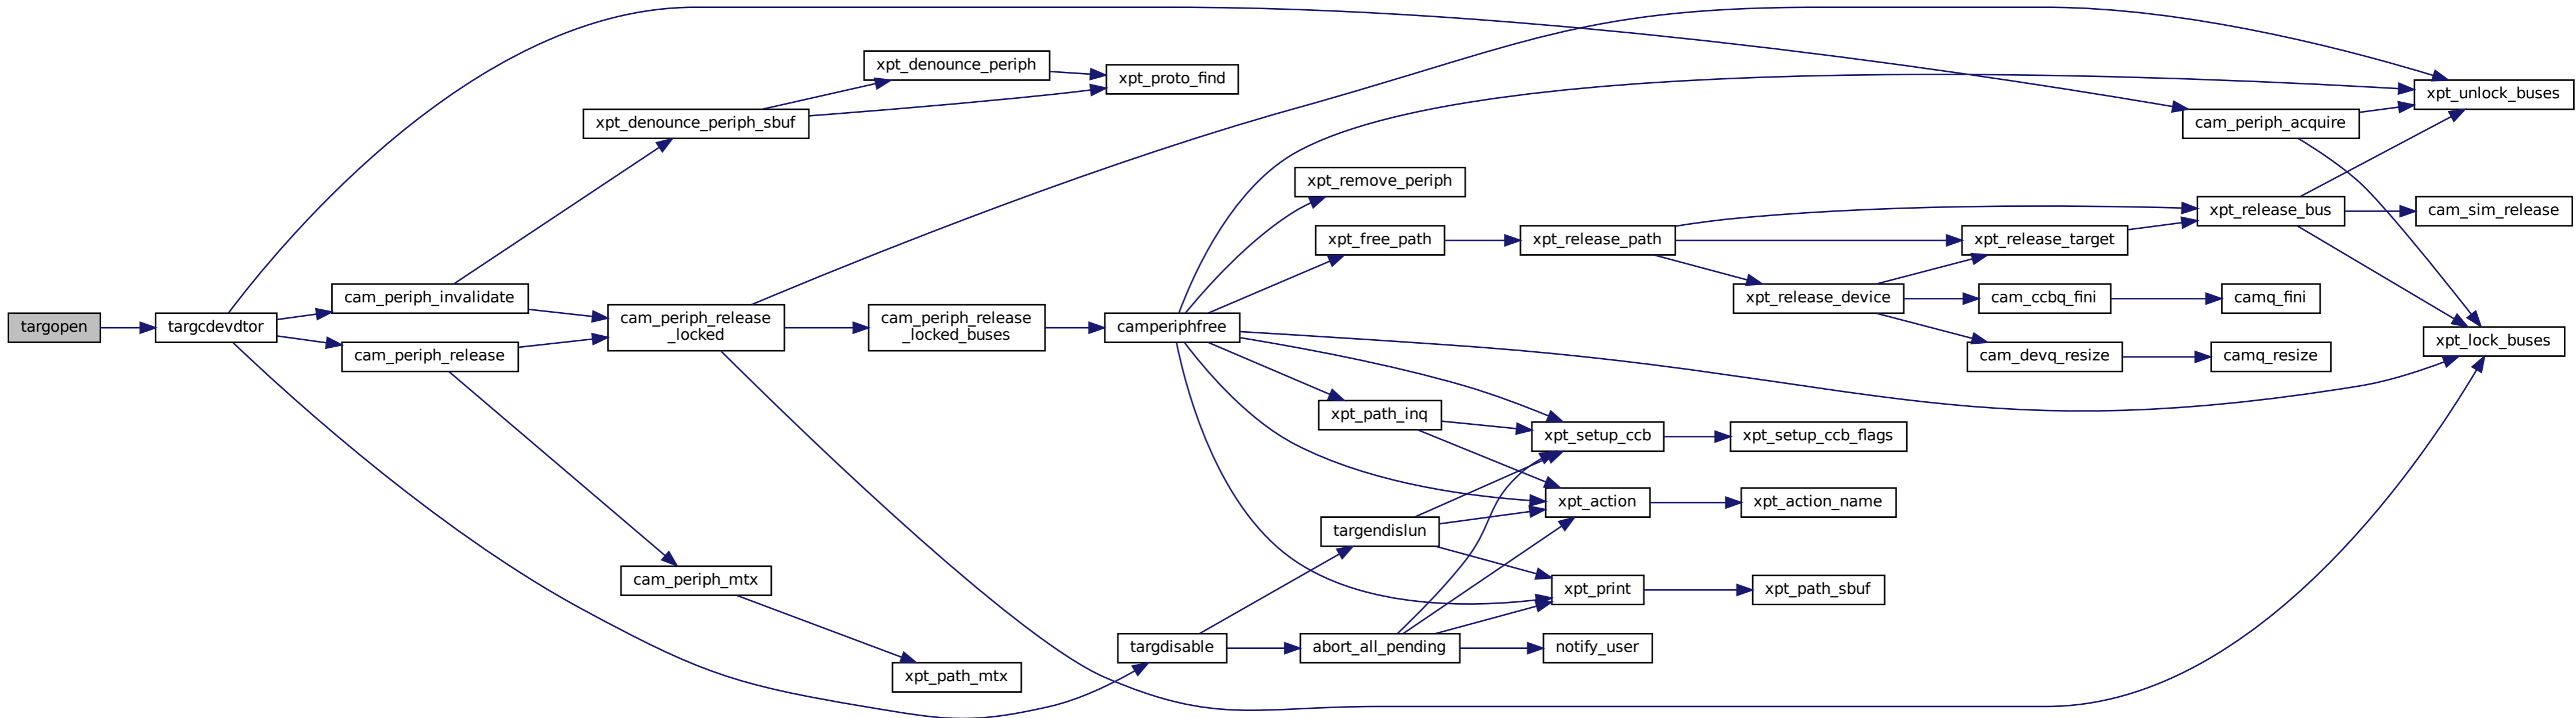 targopen
targcdevdtor
cam_periph_invalidate
cam_periph_release
xpt_denounce_periph_sbuf
cam_periph_release
_locked
cam_periph_mtx
xpt_denounce_periph
cam_periph_release
_locked_buses
xpt_path_mtx
xpt_proto_find
camperiphfree
targdisable
xpt_remove_periph
xpt_free_path
xpt_path_inq
targendislun
abort_all_pending
xpt_release_path
xpt_setup_ccb
xpt_action
xpt_print
notify_user
xpt_release_device
xpt_setup_ccb_flags
xpt_action_name
xpt_path_sbuf
xpt_release_target
cam_ccbq_fini
cam_devq_resize
cam_periph_acquire
xpt_release_bus
camq_fini
camq_resize
xpt_unlock_buses
cam_sim_release
xpt_lock_buses